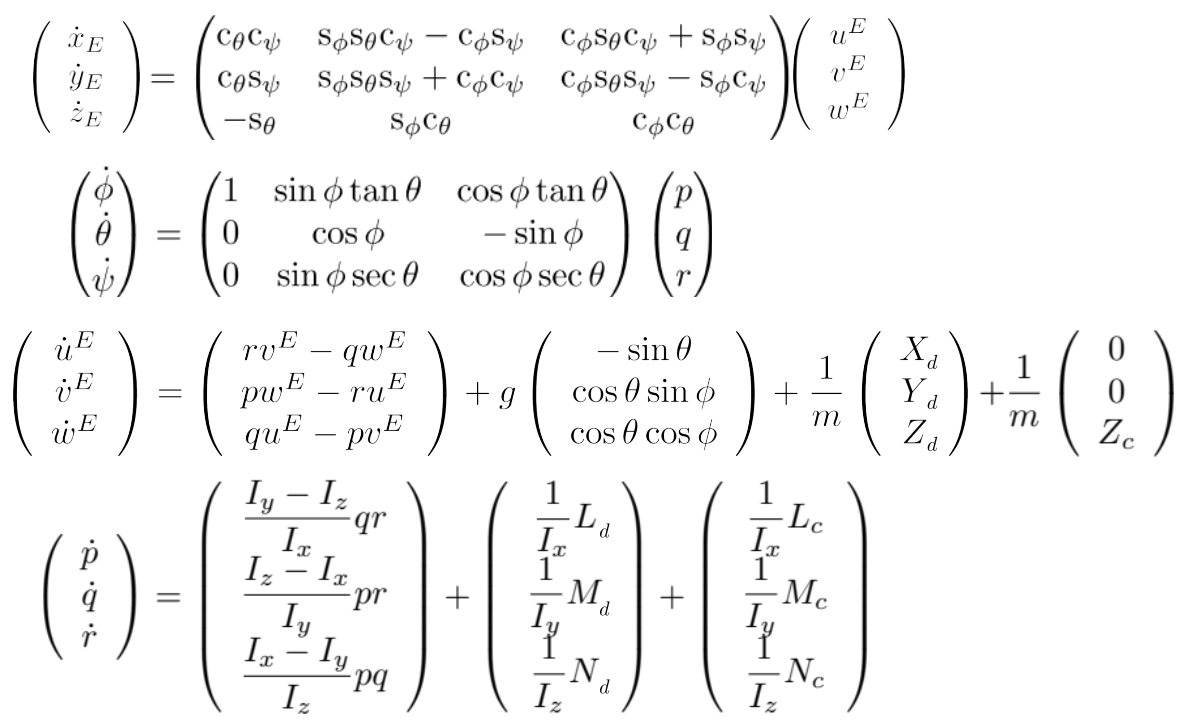 \begin{pmatrix} \dot{x}_E \\ \dot{y}_E \\ \dot{z}_E \end{pmatrix} = \begin{pmatrix} c_\theta c_\psi & s_\phi s_\theta c_\psi - c_\phi s_\psi & c_\phi s_\theta c_\psi + s_\phi s_\psi \\ c_\theta s_\psi & s_\phi s_\theta s_\psi + c_\phi c_\psi & c_\phi s_\theta s_\psi - s_\phi c_\psi \\ -s_\theta & s_\phi c_\theta & c_\phi c_\theta \end{pmatrix} \begin{pmatrix} u^E \\ v^E \\ w^E \end{pmatrix}
\begin{pmatrix} \dot{\phi} \\ \dot{\theta} \\ \dot{\psi} \end{pmatrix} = \begin{pmatrix} 1 & \sin\phi\tan\theta & \cos\phi\tan\theta \\ 0 & \cos\phi & -\sin\phi \\ 0 & \sin\phi\sec\theta & \cos\phi\sec\theta \end{pmatrix} \begin{pmatrix} p \\ q \\ r \end{pmatrix}
\begin{pmatrix} \dot{u}^E \\ \dot{v}^E \\ \dot{w}^E \end{pmatrix} = \begin{pmatrix} rv^E - qw^E \\ pw^E - ru^E \\ qu^E - pv^E \end{pmatrix} + g \begin{pmatrix} -\sin\theta \\ \cos\theta\sin\phi \\ \cos\theta\cos\phi \end{pmatrix} + \frac{1}{m} \begin{pmatrix} X_d \\ Y_d \\ Z_d \end{pmatrix} + \frac{1}{m} \begin{pmatrix} 0 \\ 0 \\ Z_c \end{pmatrix}
\begin{pmatrix} \dot{p} \\ \dot{q} \\ \dot{r} \end{pmatrix} = \begin{pmatrix} \frac{I_y - I_z}{I_x} qr \\ \frac{I_z - I_x}{I_y} pr \\ \frac{I_x - I_y}{I_z} pq \end{pmatrix} + \begin{pmatrix} \frac{1}{I_x} L_d \\ \frac{1}{I_y} M_d \\ \frac{1}{I_z} N_d \end{pmatrix} + \begin{pmatrix} \frac{1}{I_x} L_c \\ \frac{1}{I_y} M_c \\ \frac{1}{I_z} N_c \end{pmatrix}